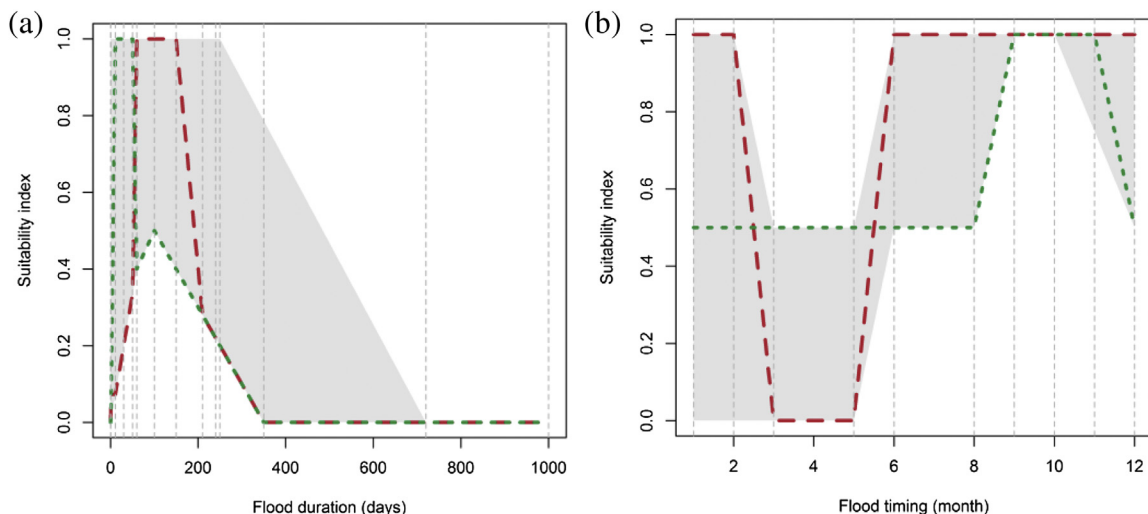 (a)
Suitability index
1.0
0.8
0.6
0.4
0.2
0.0
0 200 400 600 800 1000
Flood duration (days)
(b)
Suitability index
1.0
0.8
0.6
0.4
0.2
0.0
2 4 6 8 10 12
Flood timing (month)